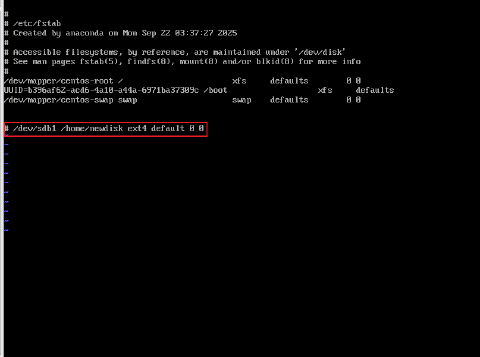 #
# /etc/fstab
# Created by anaconda on Mon Sep 22 03:37:27 2025
#
# Accessible filesystems, by reference, are maintained under '/dev/disk'
# See man pages fstab(5), findfs(8), mount(8) and/or blkid(8) for more info
#
/dev/mapper/centos-root / xfs defaults 0 0
UUID=b396af6Z-acd6-4a10-a44a-6971ba37309c /boot xfs defaults
/dev/mapper/centos-swap swap swap defaults 0 0
# /dev/sdb1 /home/newdisk ext4 default 0 0
~
~
~
~
~
~
~
~
~
~